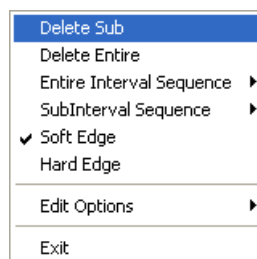 Delete Sub
Delete Entire
Entire Interval Sequence
SubInterval Sequence
Soft Edge
Hard Edge
Edit Options
Exit